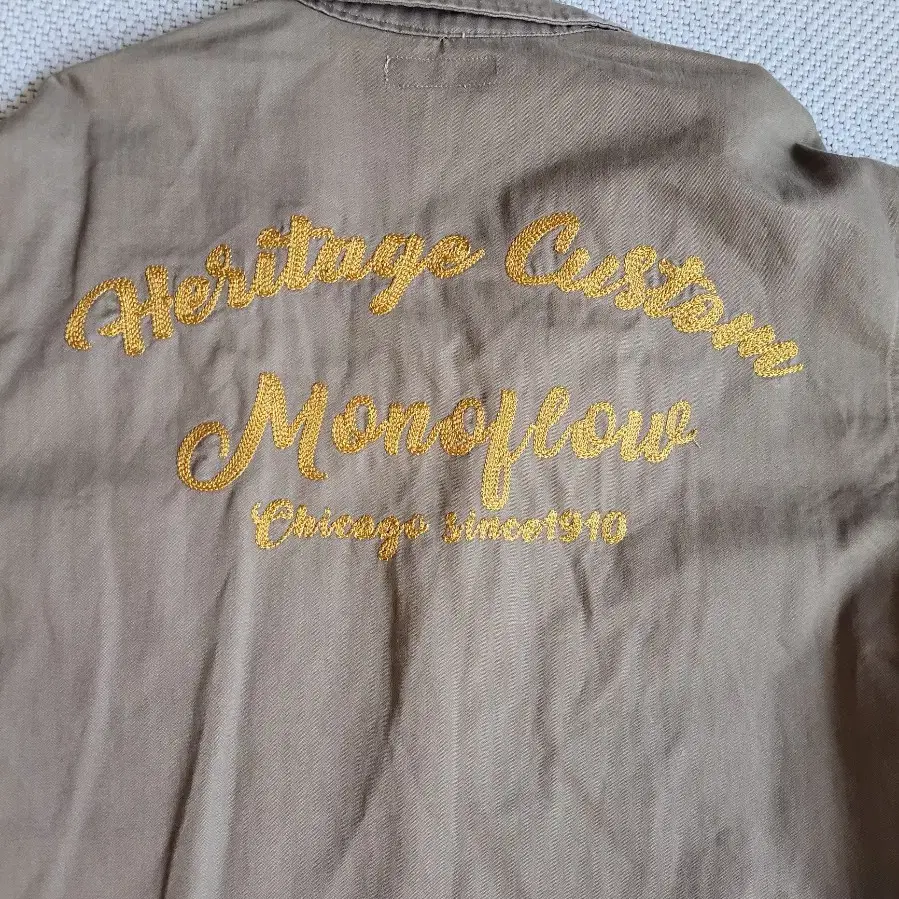 Heritage Custom
Monoflow
Chicago since1910